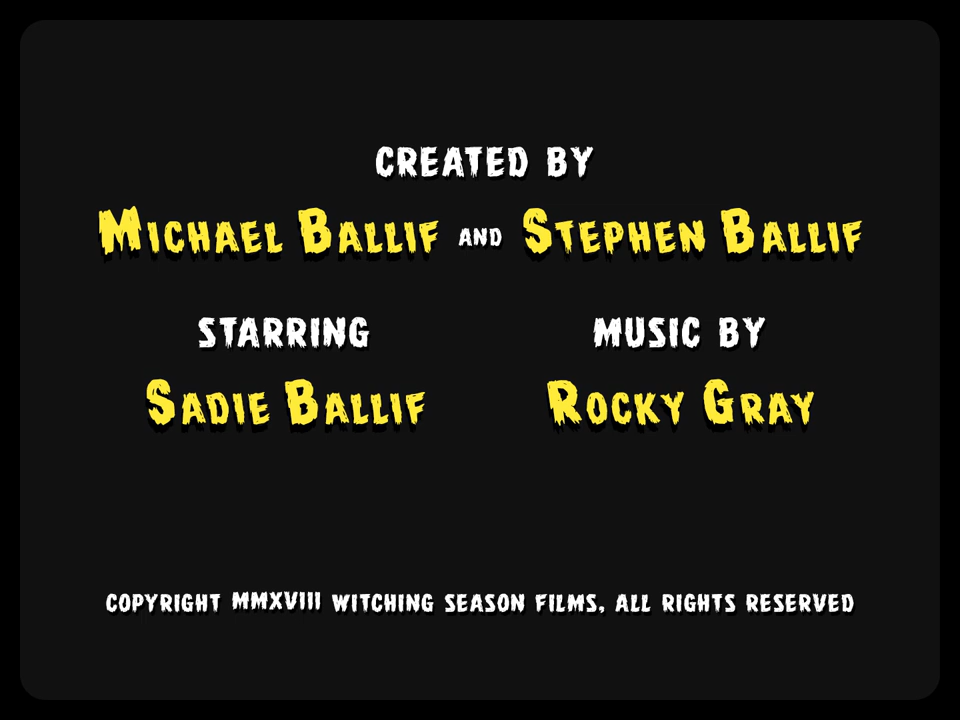 CREATED BY
MICHAEL BALLIF AND STEPHEN BALLIF
STARRING
SADIE BALLIF
MUSIC BY
ROCKY GRAY
COPYRIGHT MMXVIII WITCHING SEASON FILMS, ALL RIGHTS RESERVED